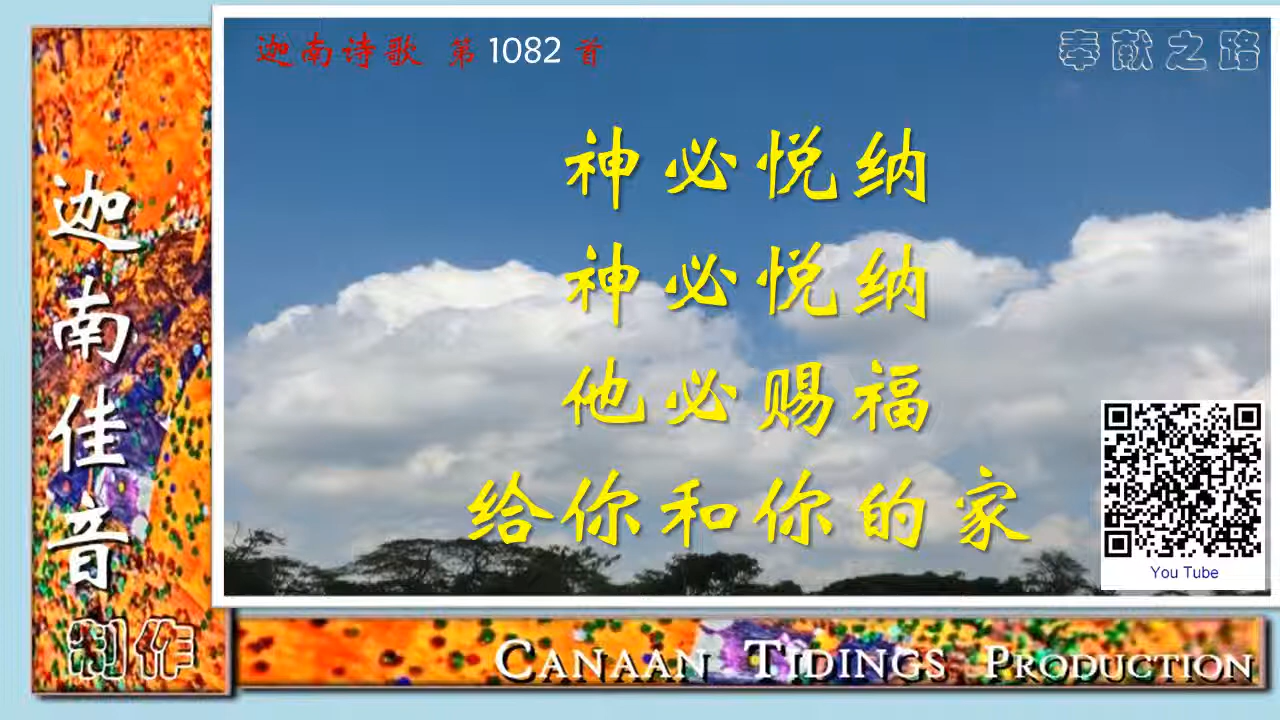 迦南诗歌 第 1082 首
奉献之路
神必悦纳
神必悦纳
他必赐福
给你和你的家
You Tube
迦南佳音
制作
CANAAN TIDINGS PRODUCTION